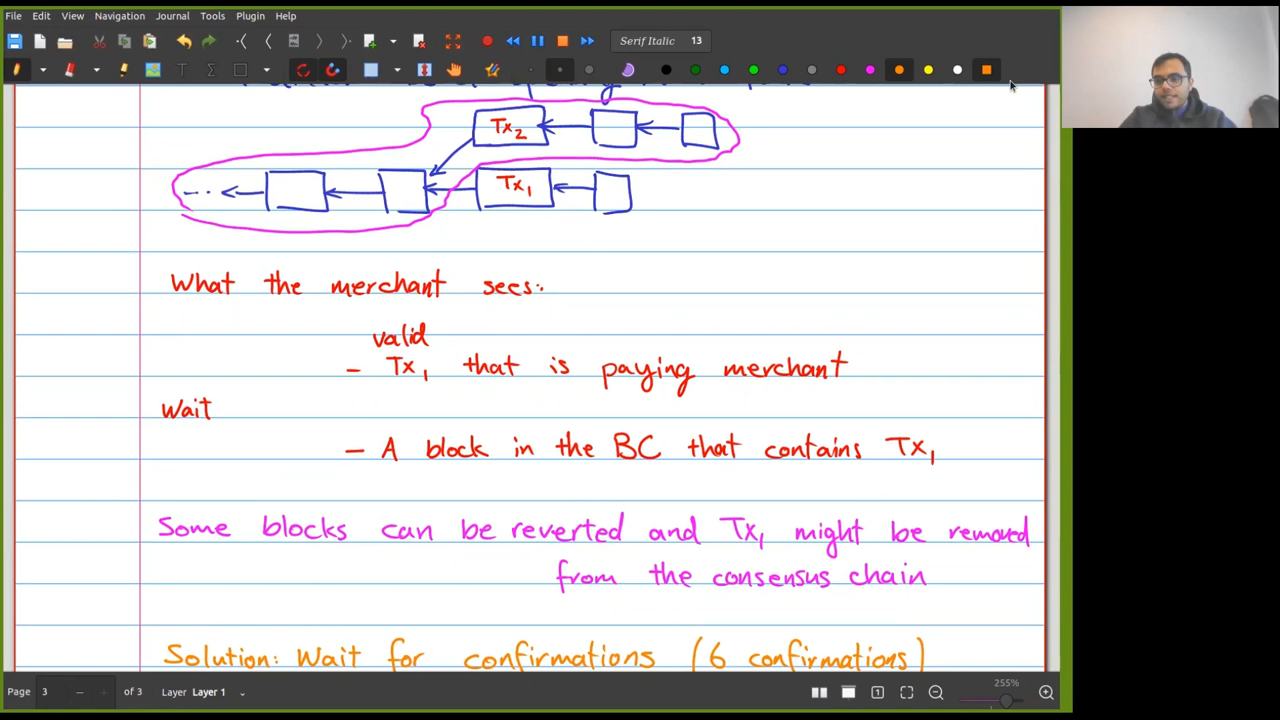 File Edit View Navigation Journal Tools Plugin Help
Serif Italic 13
Tx2
... Tx1
What the merchant sees:
valid
- Tx1 that is paying merchant
Wait
- A block in the BC that contains Tx1
Some blocks can be reverted and Tx1 might be removed
from the consensus chain
Solution: Wait for confirmations (6 confirmations)
Page 3 of 3 Layer Layer 1 255%